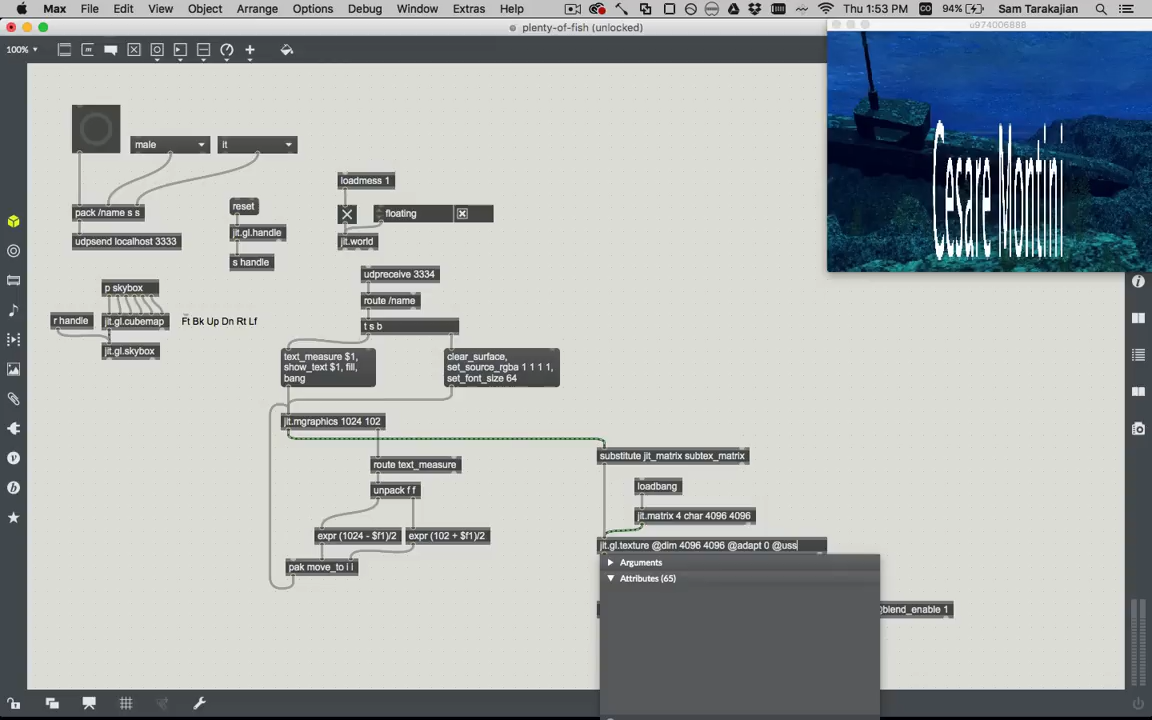 Max File Edit View Object Arrange Options Debug Window Extras Help 94% Thu 1:53 PM Sam Tarakajian
plenty-of-fish (unlocked)
u974006888
100%
male it
loadmess 1
pack /name s s
reset
floating
udpsend localhost 3333
jit.gl.handle
jit.world
s handle
udpreceive 3334
p skybox
route /name
r handle
jit.gl.cubemap
Ft Bk Up Dn Rt Lf
t s b
jit.gl.skybox
text_measure $1,
show_text $1, fill,
bang
clear_surface,
set_source_rgba 1 1 1 1,
set_font_size 64
jit.mgraphics 1024 102
route text_measure
substitute jit_matrix subtex_matrix
unpack f f
loadbang
jit.matrix 4 char 4096 4096
expr (1024 - $f1)/2
expr (102 + $f1)/2
jit.gl.texture @dim 4096 4096 @adapt 0 @uss
pak move_to i i
Arguments
Attributes (65)
@blend_enable 1
Cesare Montini